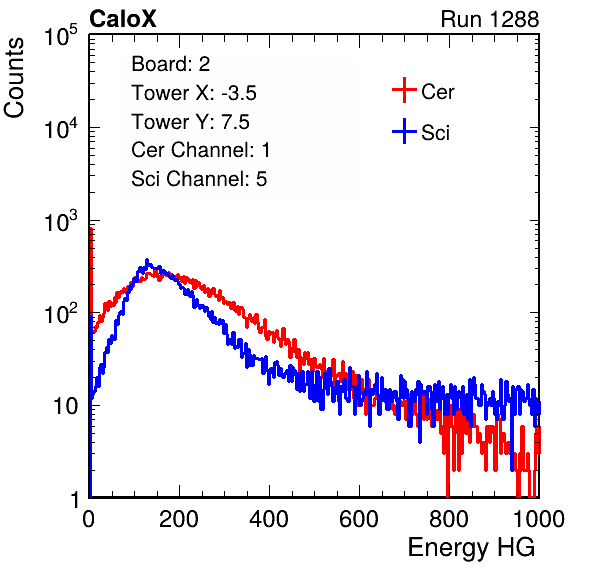 CaloX Run 1288
Counts
10^5
10^4
10^3
10^2
10
1
Board: 2
Tower X: -3.5
Tower Y: 7.5
Cer Channel: 1
Sci Channel: 5
Cer
Sci
0 200 400 600 800 1000
Energy HG